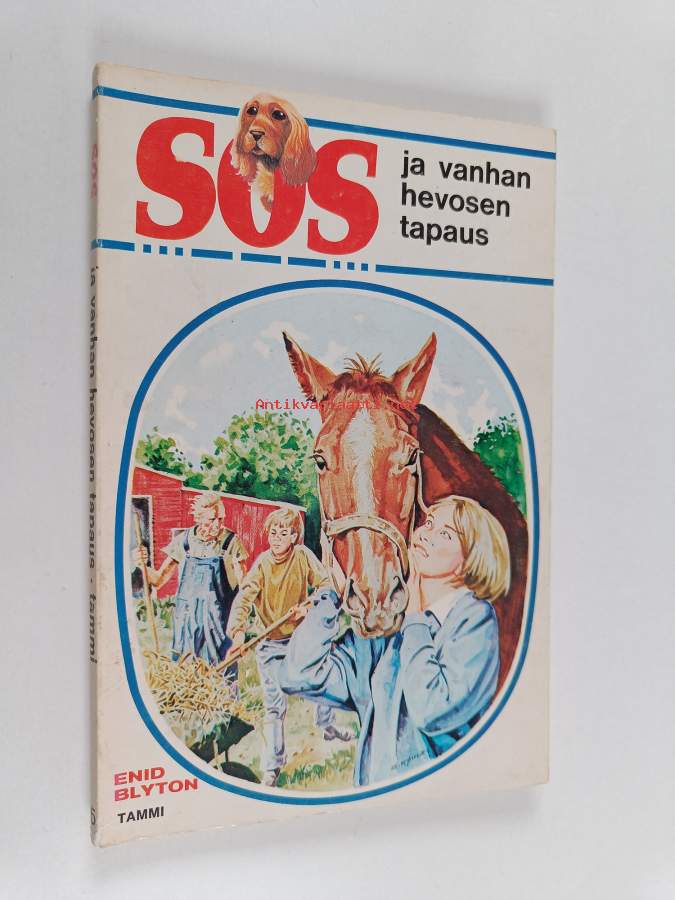 SOS
ja vanhan
hevosen
tapaus
Antikvariaatti.net
ENID
BLYTON
TAMMI
SOS ja vanhan hevosen tapaus · tammi